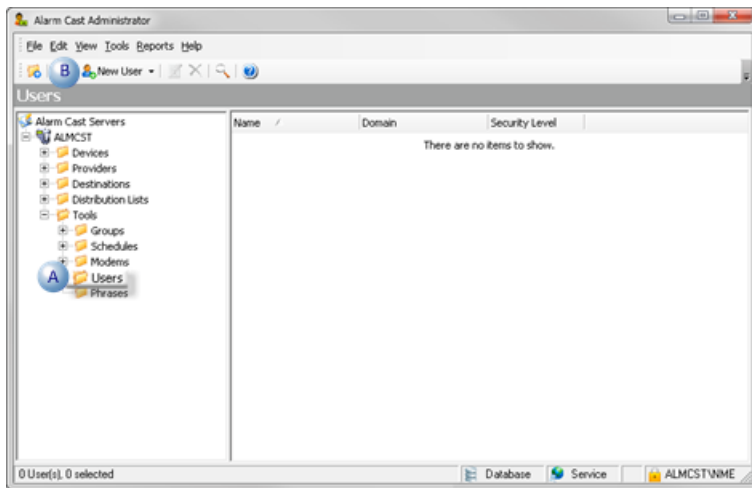 Alarm Cast Administrator
File Edit View Tools Reports Help
B New User
Users
Alarm Cast Servers
ALMCST
Devices
Providers
Destinations
Distribution Lists
Tools
Groups
Schedules
Modems
A Users
Phrases
Name Domain Security Level
There are no items to show.
0 User(s), 0 selected Database Service ALMCST\NME